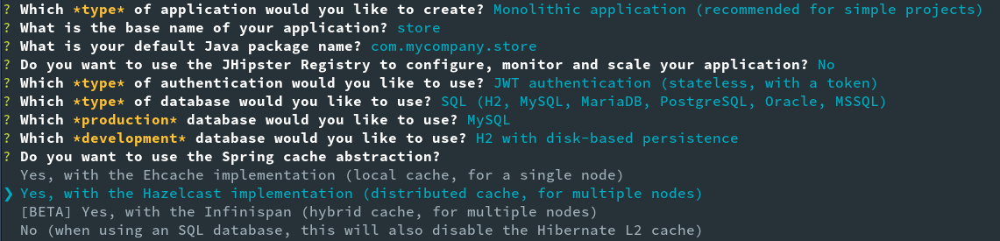 ? Which *type* of application would you like to create? Monolithic application (recommended for simple projects)
? What is the base name of your application? store
? What is your default Java package name? com.mycompany.store
? Do you want to use the JHipster Registry to configure, monitor and scale your application? No
? Which *type* of authentication would you like to use? JWT authentication (stateless, with a token)
? Which *type* of database would you like to use? SQL (H2, MySQL, MariaDB, PostgreSQL, Oracle, MSSQL)
? Which *production* database would you like to use? MySQL
? Which *development* database would you like to use? H2 with disk-based persistence
? Do you want to use the Spring cache abstraction?
Yes, with the Ehcache implementation (local cache, for a single node)
❯ Yes, with the Hazelcast implementation (distributed cache, for multiple nodes)
[BETA] Yes, with the Infinispan (hybrid cache, for multiple nodes)
No (when using an SQL database, this will also disable the Hibernate L2 cache)